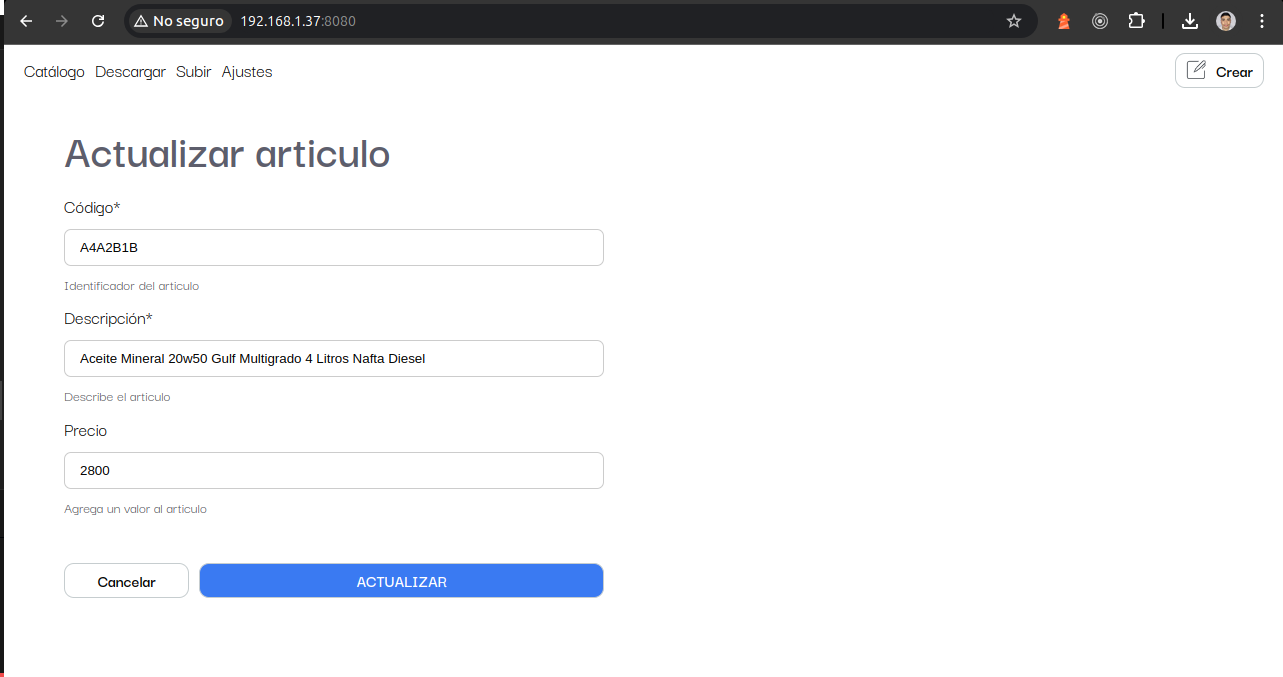 No seguro 192.168.1.37:8080
Catálogo Descargar Subir Ajustes Crear
Actualizar articulo
Código*
A4A2B1B
Identificador del articulo
Descripción*
Aceite Mineral 20w50 Gulf Multigrado 4 Litros Nafta Diesel
Describe el articulo
Precio
2800
Agrega un valor al articulo
Cancelar ACTUALIZAR